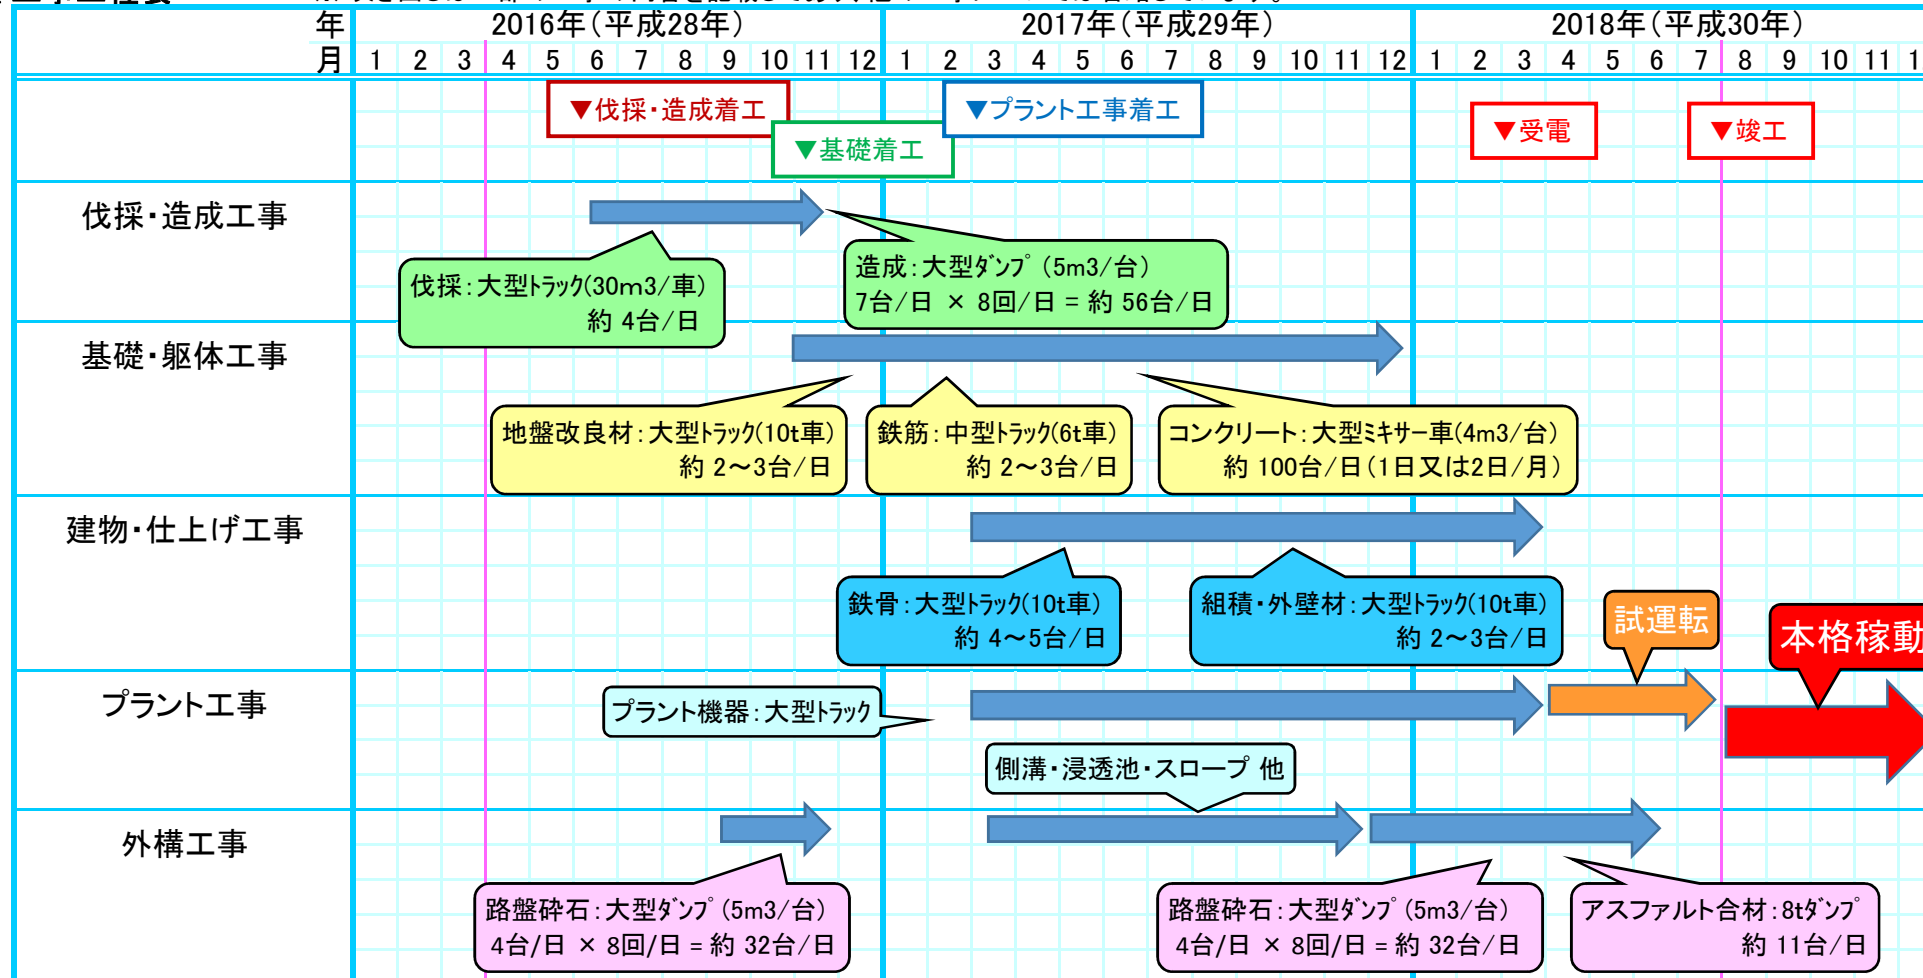 年 2016年(平成28年) 2017年(平成29年) 2018年(平成30年)
月 1 2 3 4 5 6 7 8 9 10 11 12 1 2 3 4 5 6 7 8 9 10 11 12 1 2 3 4 5 6 7 8 9 10 11
▼伐採・造成着工
▼プラント工事着工
▼基礎着工
▼受電
▼竣工
伐採・造成工事
伐採:大型トラック(30m3/車)
約 4台/日
造成:大型ダンプ (5m3/台)
7台/日 × 8回/日 = 約 56台/日
基礎・躯体工事
地盤改良材:大型トラック(10t車)
約 2～3台/日
鉄筋:中型トラック(6t車)
約 2～3台/日
コンクリート:大型ミキサー車(4m3/台)
約 100台/日(1日又は2日/月)
建物・仕上げ工事
鉄骨:大型トラック(10t車)
約 4～5台/日
組積・外壁材:大型トラック(10t車)
約 2～3台/日
試運転
本格稼動
プラント工事
プラント機器:大型トラック
側溝・浸透池・スロープ 他
外構工事
路盤砕石:大型ダンプ (5m3/台)
4台/日 × 8回/日 = 約 32台/日
路盤砕石:大型ダンプ (5m3/台)
4台/日 × 8回/日 = 約 32台/日
アスファルト合材:8tダンプ
約 11台/日